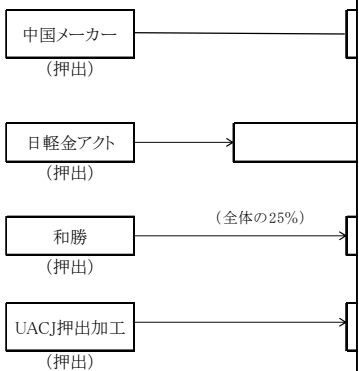 中国メーカー
(押出)
日軽金アクト
(押出)
(全体の25%)
和勝
(押出)
UACJ押出加工
(押出)